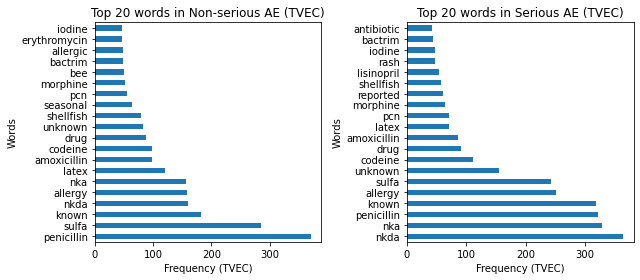 Top 20 words in Non-serious AE (TVEC)
Words
iodine
erythromycin
allergic
bactrim
bee
morphine
pcn
seasonal
shellfish
unknown
drug
codeine
amoxicillin
latex
nka
allergy
nkda
known
sulfa
penicillin
0 100 200 300
Frequency (TVEC)
Top 20 words in Serious AE (TVEC)
Words
antibiotic
bactrim
iodine
rash
lisinopril
shellfish
reported
morphine
pcn
latex
amoxicillin
drug
codeine
unknown
sulfa
allergy
known
penicillin
nka
nkda
0 100 200 300
Frequency (TVEC)